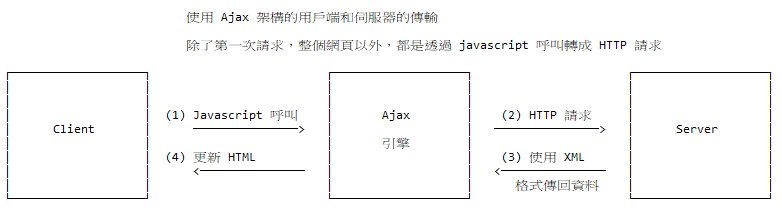 使用 Ajax 架構的用戶端和伺服器的傳輸
除了第一次請求，整個網頁以外，都是透過 javascript 呼叫轉成 HTTP 請求
Client
(1) Javascript 呼叫
(4) 更新 HTML
Ajax
引擎
(2) HTTP 請求
(3) 使用 XML
格式傳回資料
Server